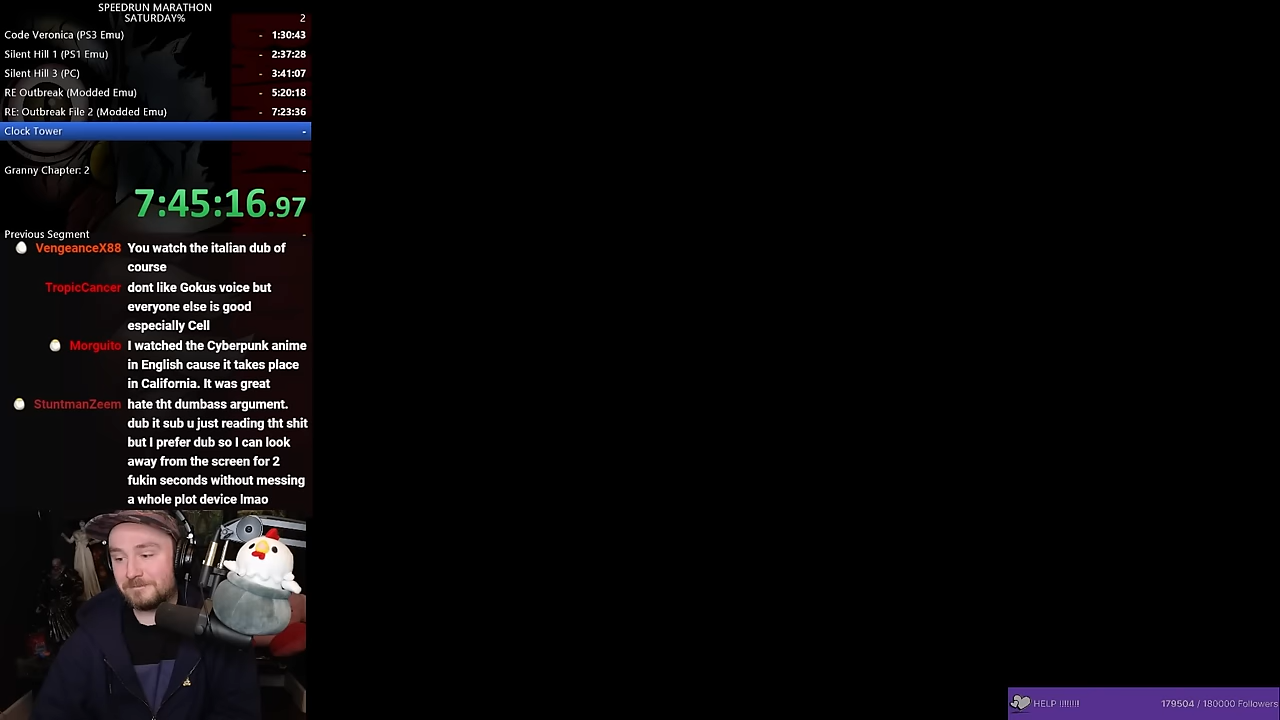 SPEEDRUN MARATHON
SATURDAY%
2
Code Veronica (PS3 Emu) - 1:30:43
Silent Hill 1 (PS1 Emu) - 2:37:28
Silent Hill 3 (PC) - 3:41:07
RE Outbreak (Modded Emu) - 5:20:18
RE: Outbreak File 2 (Modded Emu) - 7:23:36
Clock Tower -
Granny Chapter: 2 -
7:45:16.97
Previous Segment -
VengeanceX88 You watch the italian dub of
course
TropicCancer dont like Gokus voice but
everyone else is good
especially Cell
Morguito I watched the Cyberpunk anime
in English cause it takes place
in California. It was great
StuntmanZeem hate tht dumbass argument.
dub it sub u just reading tht shit
but I prefer dub so I can look
away from the screen for 2
fukin seconds without messing
a whole plot device lmao
HELP !!!!!!! 179504 / 180000 Followers